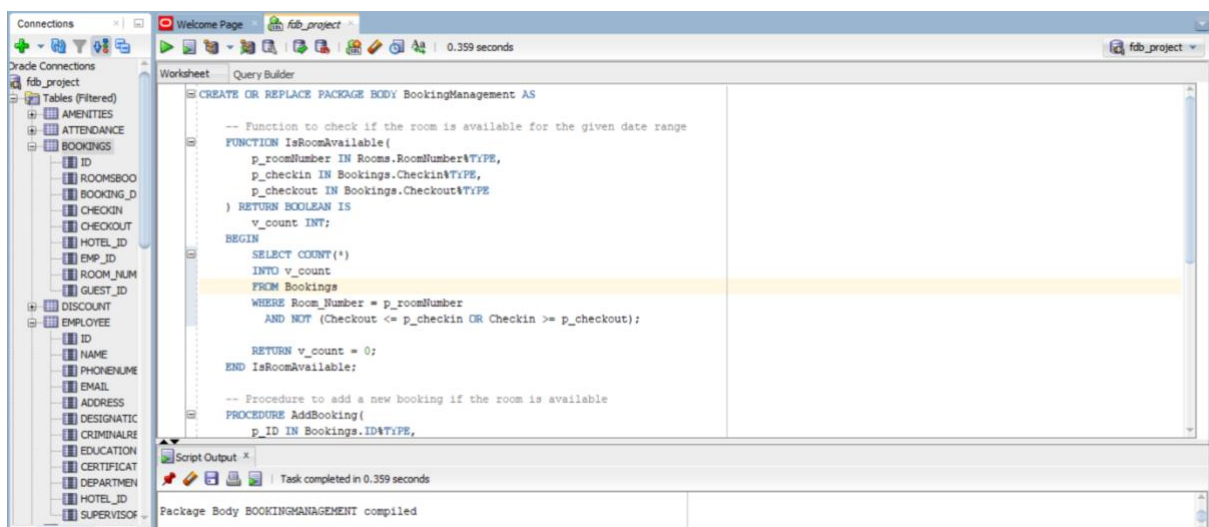 Connections
Welcome Page
fdb_project
0.359 seconds
fdb_project
Oracle Connections
fdb_project
Tables (Filtered)
AMENITIES
ATTENDANCE
BOOKINGS
ID
ROOMSBOO
BOOKING_D
CHECKIN
CHECKOUT
HOTEL_ID
EMP_ID
ROOM_NUM
GUEST_ID
DISCOUNT
EMPLOYEE
ID
NAME
PHONENUME
EMAIL
ADDRESS
DESIGNATIC
CRIMINALRE
EDUCATION
CERTIFICAT
DEPARTMEN
HOTEL_ID
SUPERVISOF
Worksheet Query Builder
CREATE OR REPLACE PACKAGE BODY BookingManagement AS
-- Function to check if the room is available for the given date range
FUNCTION IsRoomAvailable(
p_roomNumber IN Rooms.RoomNumber%TYPE,
p_checkin IN Bookings.Checkin%TYPE,
p_checkout IN Bookings.Checkout%TYPE
) RETURN BOOLEAN IS
v_count INT;
BEGIN
SELECT COUNT(*)
INTO v_count
FROM Bookings
WHERE Room_Number = p_roomNumber
AND NOT (Checkout <= p_checkin OR Checkin >= p_checkout);
RETURN v_count = 0;
END IsRoomAvailable;
-- Procedure to add a new booking if the room is available
PROCEDURE AddBooking(
p_ID IN Bookings.ID%TYPE,
Script Output
Task completed in 0.359 seconds
Package Body BOOKINGMANAGEMENT compiled